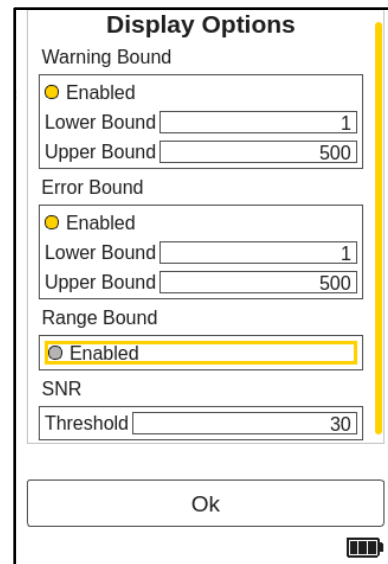 Display Options
Warning Bound
Enabled
Lower Bound 1
Upper Bound 500
Error Bound
Enabled
Lower Bound 1
Upper Bound 500
Range Bound
Enabled
SNR
Threshold 30
Ok